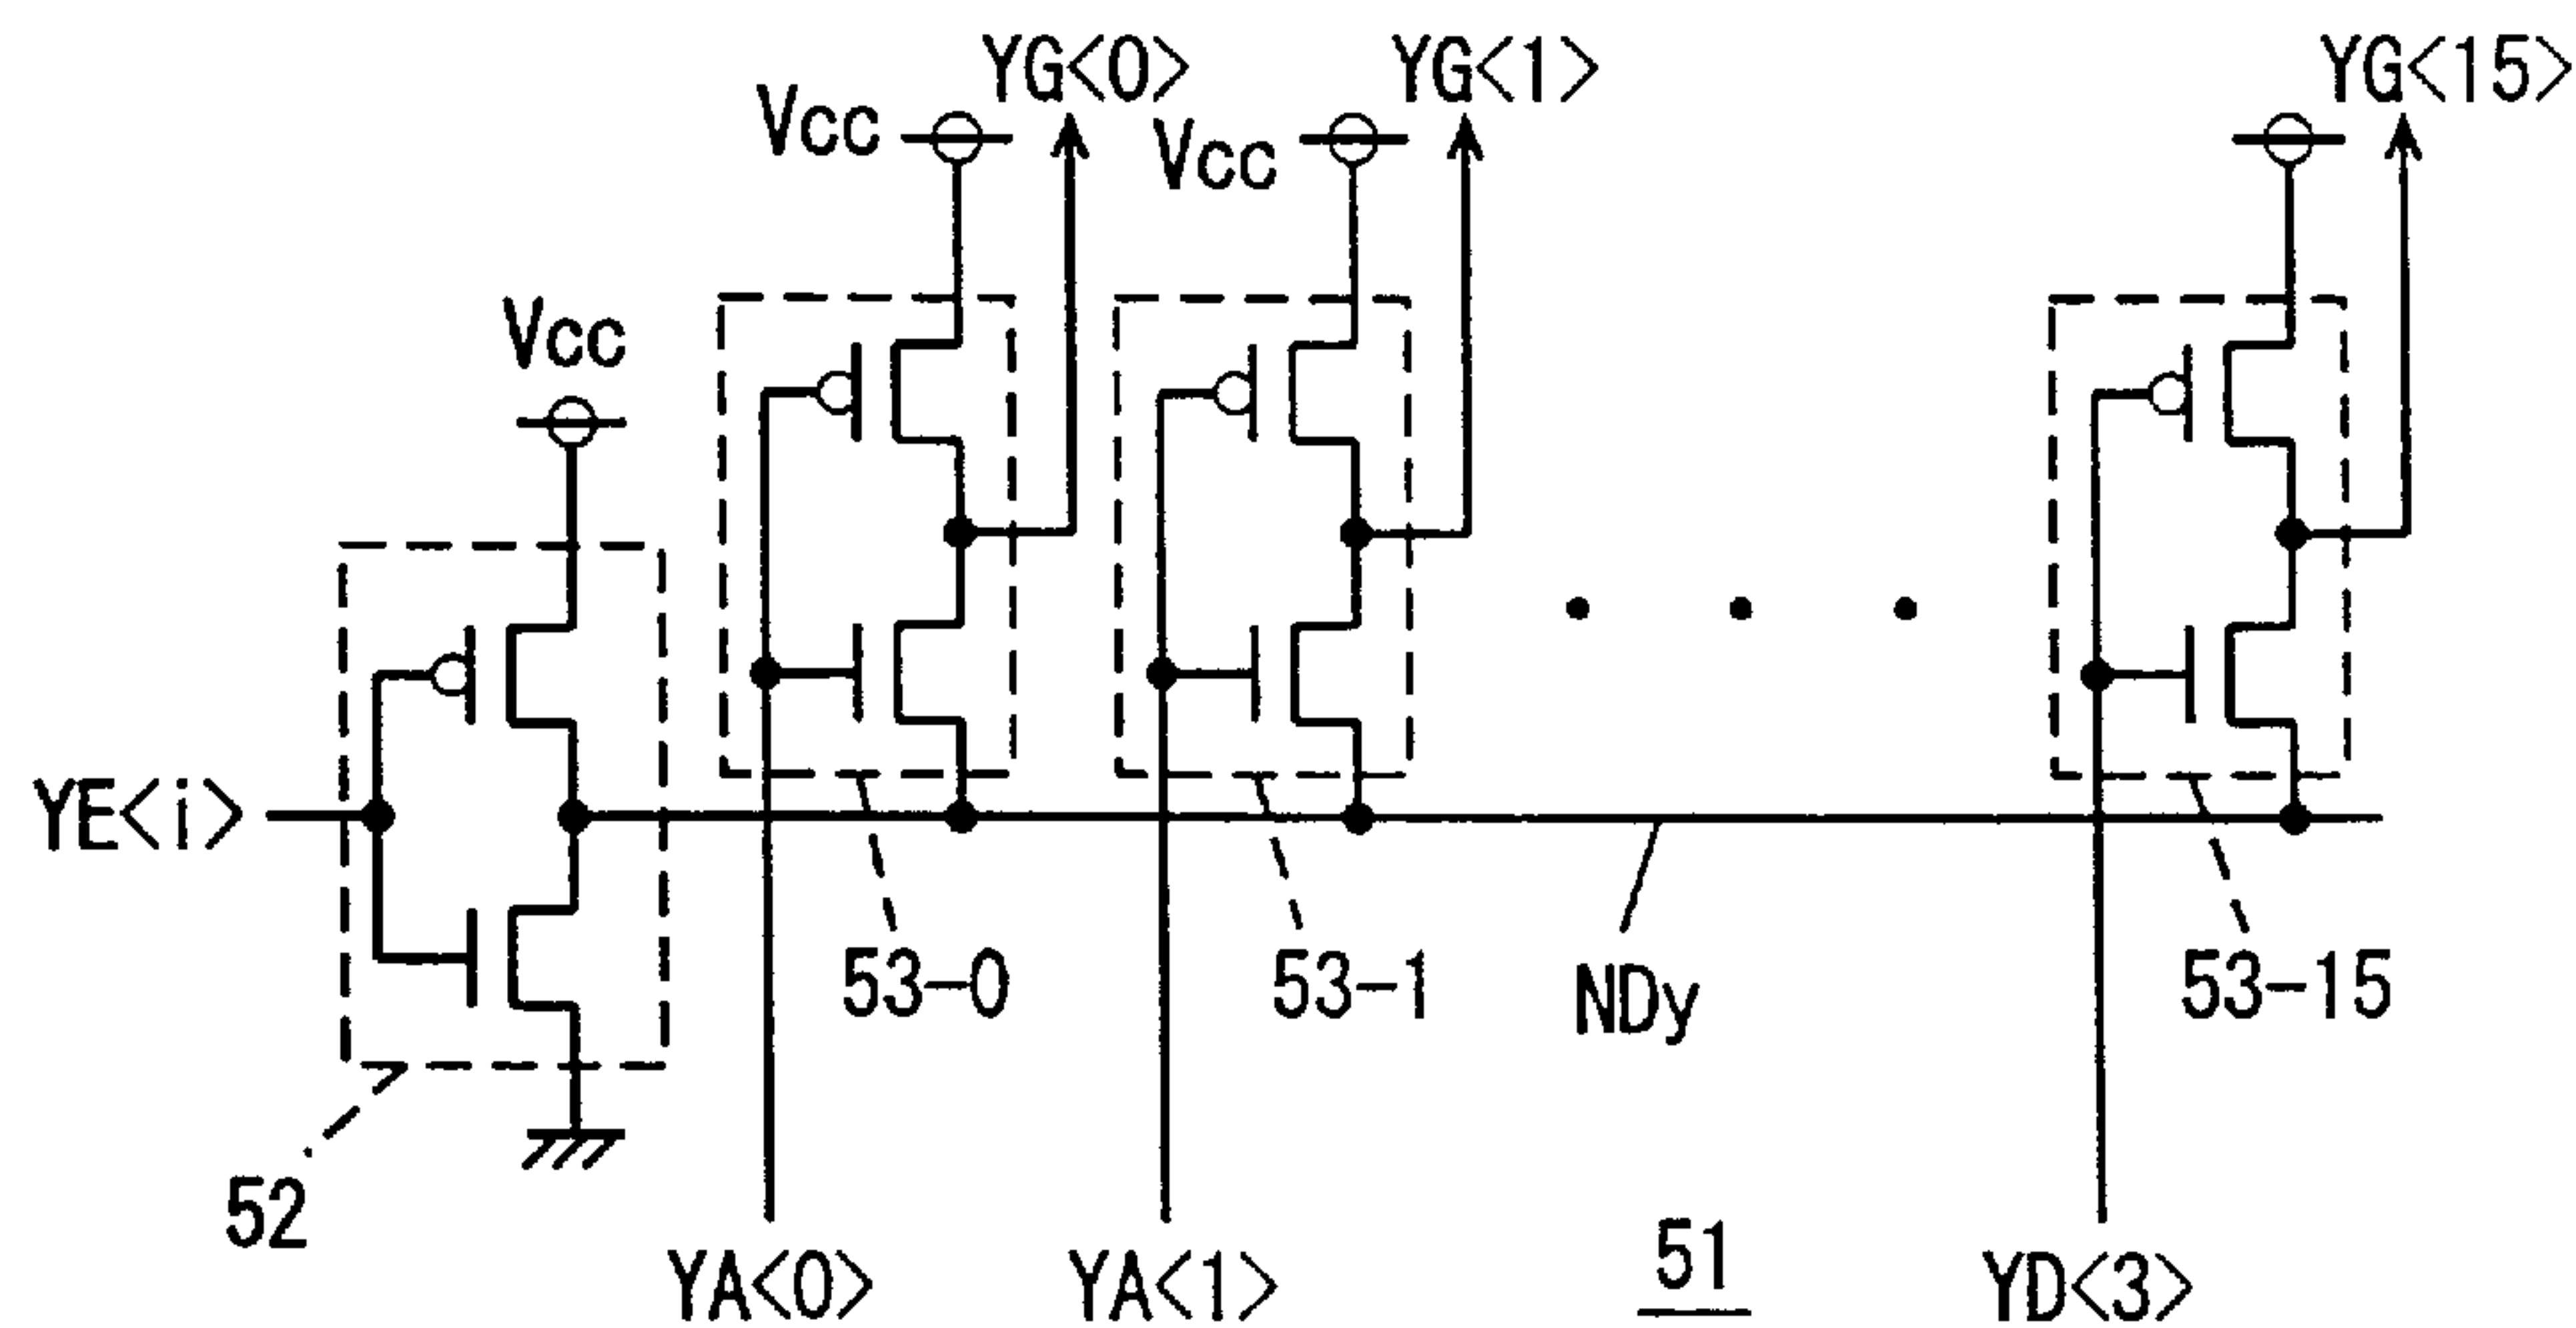 YG<0>
YG<1>
YG<15>
Vcc
Vcc
Vcc
YE<i>
53-0
53-1
NDy
53-15
52
YA<0>
YA<1>
51
YD<3>